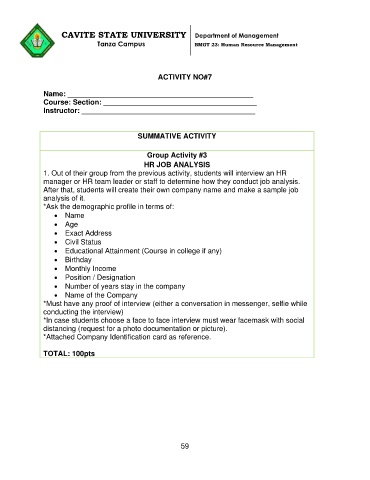 CAVITE STATE UNIVERSITY
Tanza Campus
Department of Management
BMGT 23: Human Resource Management
ACTIVITY NO#7
Name: ____________________
Course: Section: ____________________
Instructor: ____________________
SUMMATIVE ACTIVITY
Group Activity #3
HR JOB ANALYSIS
1. Out of their group from the previous activity, students will interview an HR
manager or HR team leader or staff to determine how they conduct job analysis.
After that, students will create their own company name and make a sample job
analysis of it.
*Ask the demographic profile in terms of:
• Name
• Age
• Exact Address
• Civil Status
• Educational Attainment (Course in college if any)
• Birthday
• Monthly Income
• Position / Designation
• Number of years stay in the company
• Name of the Company
*Must have any proof of interview (either a conversation in messenger, selfie while
conducting the interview)
*In case students choose a face to face interview must wear facemask with social
distancing (request for a photo documentation or picture).
*Attached Company Identification card as reference.
TOTAL: 100pts
59